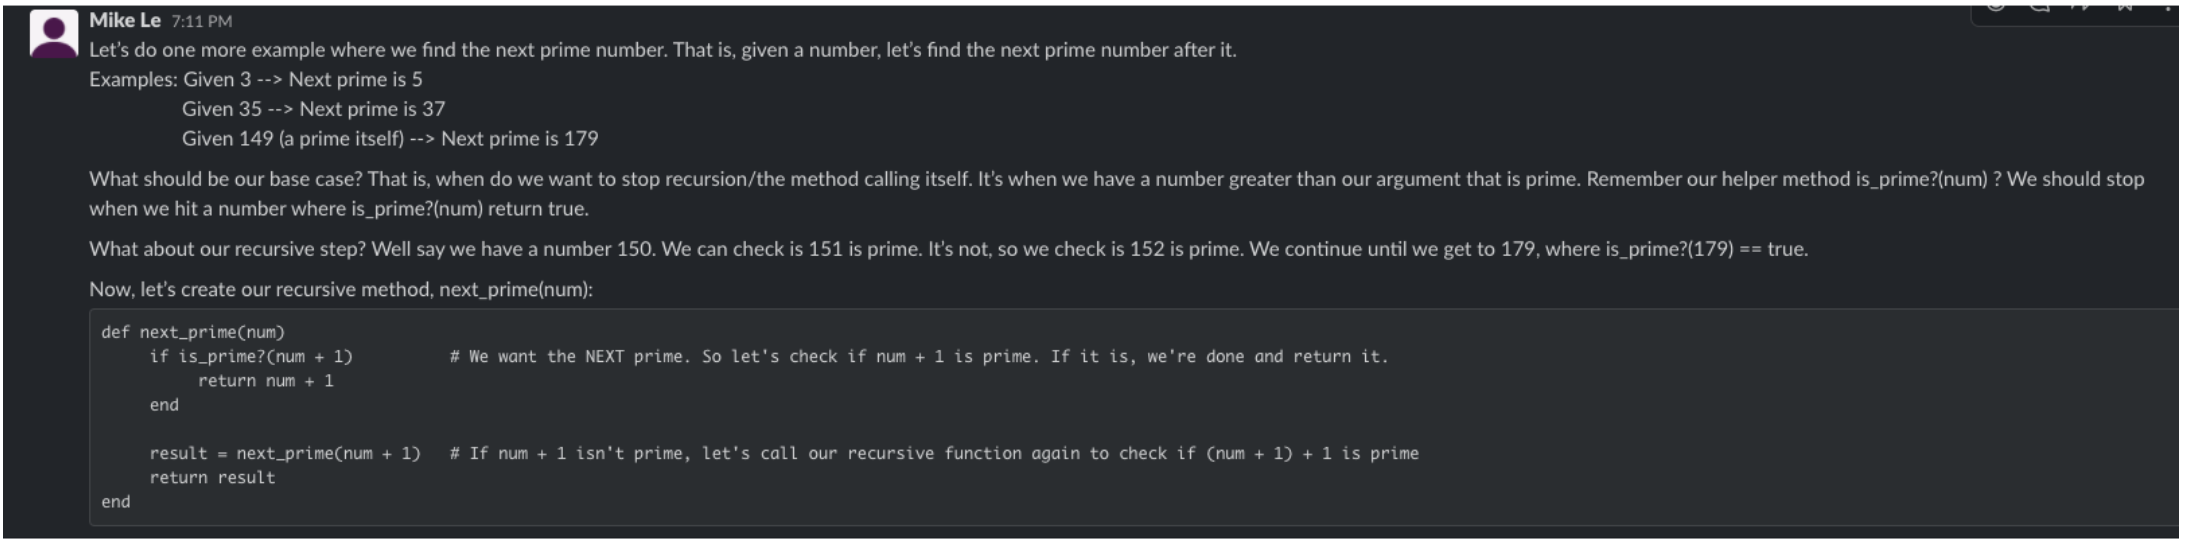 Mike Le 7:11 PM
Let's do one more example where we find the next prime number. That is, given a number, let's find the next prime number after it.
Examples: Given 3 --> Next prime is 5
Given 35 --> Next prime is 37
Given 149 (a prime itself) --> Next prime is 179
What should be our base case? That is, when do we want to stop recursion/the method calling itself. It's when we have a number greater than our argument that is prime. Remember our helper method is_prime?(num) ? We should stop
when we hit a number where is_prime?(num) return true.
What about our recursive step? Well say we have a number 150. We can check is 151 is prime. It's not, so we check is 152 is prime. We continue until we get to 179, where is_prime?(179) == true.
Now, let's create our recursive method, next_prime(num):
def next_prime(num)
if is_prime?(num + 1) # We want the NEXT prime. So let's check if num + 1 is prime. If it is, we're done and return it.
return num + 1
end
result = next_prime(num + 1) # If num + 1 isn't prime, let's call our recursive function again to check if (num + 1) + 1 is prime
return result
end